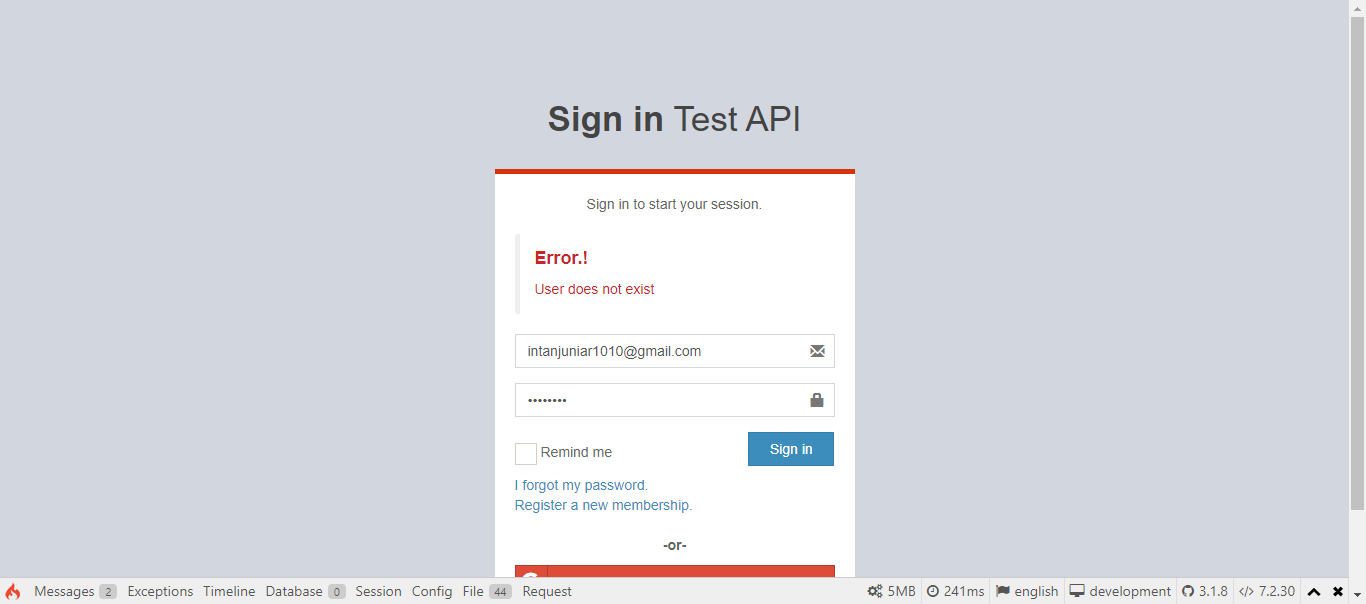 Sign in Test API
Sign in to start your session.
Error.!
User does not exist
intanjuniar1010@gmail.com
••••••••
Remind me
Sign in
I forgot my password.
Register a new membership.
-or-
Messages 2 Exceptions Timeline Database 0 Session Config File 44 Request 5MB 241ms english development 3.1.8 7.2.30